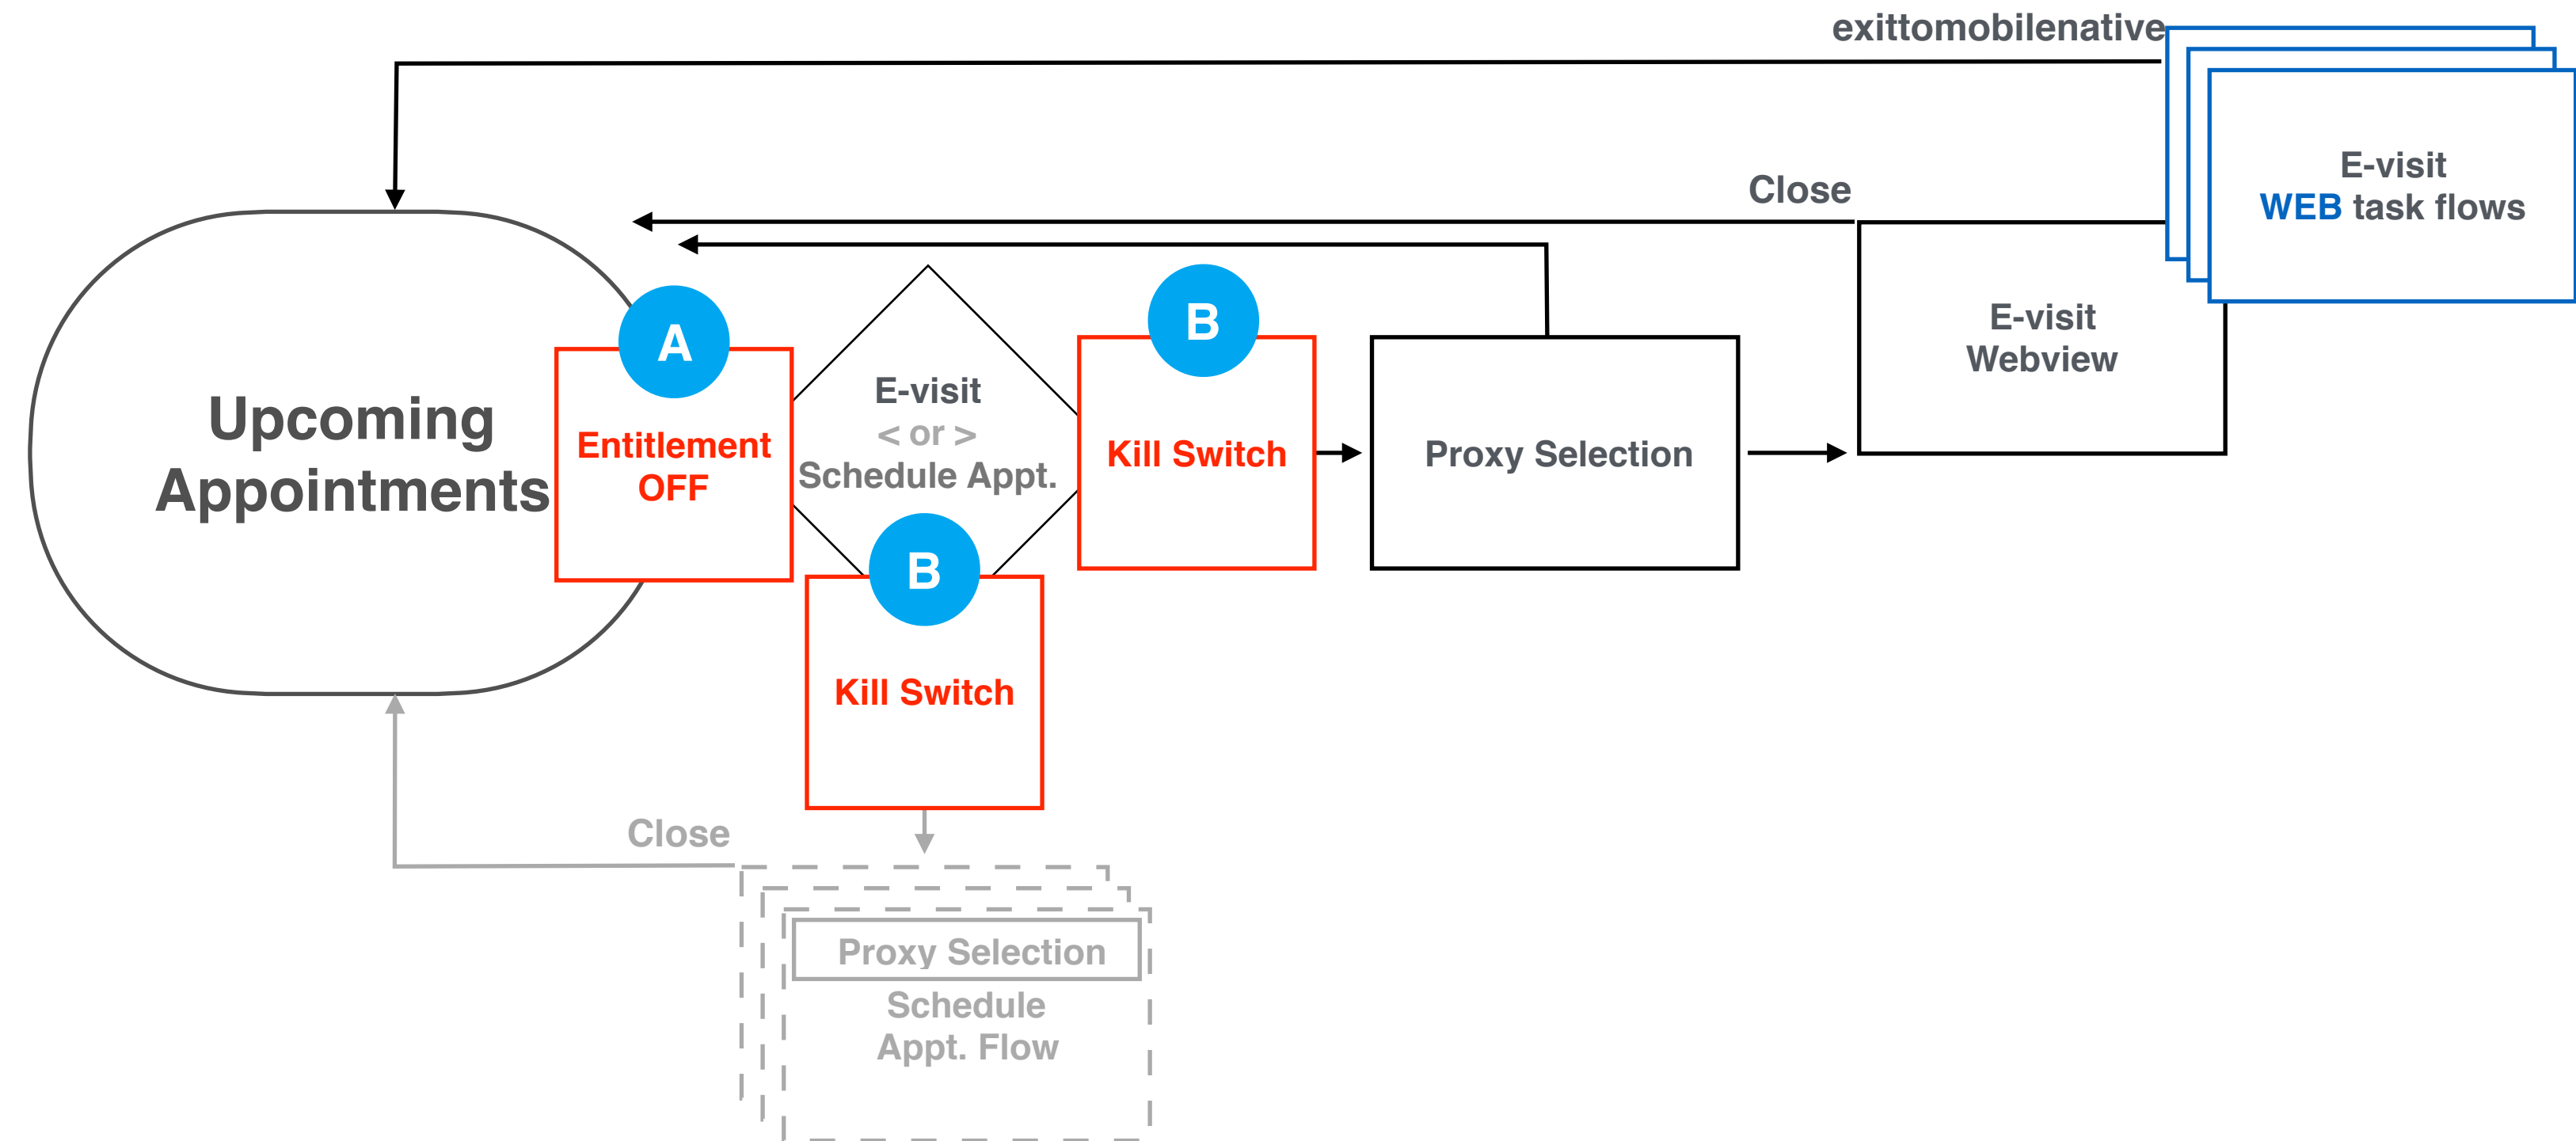 exittomobilenative
E-visit
WEB task flows
Close
E-visit
Webview
A
B
Upcoming
Appointments
Entitlement
OFF
E-visit
< or >
Schedule Appt.
Kill Switch
Proxy Selection
B
Kill Switch
Close
Proxy Selection
Schedule
Appt. Flow